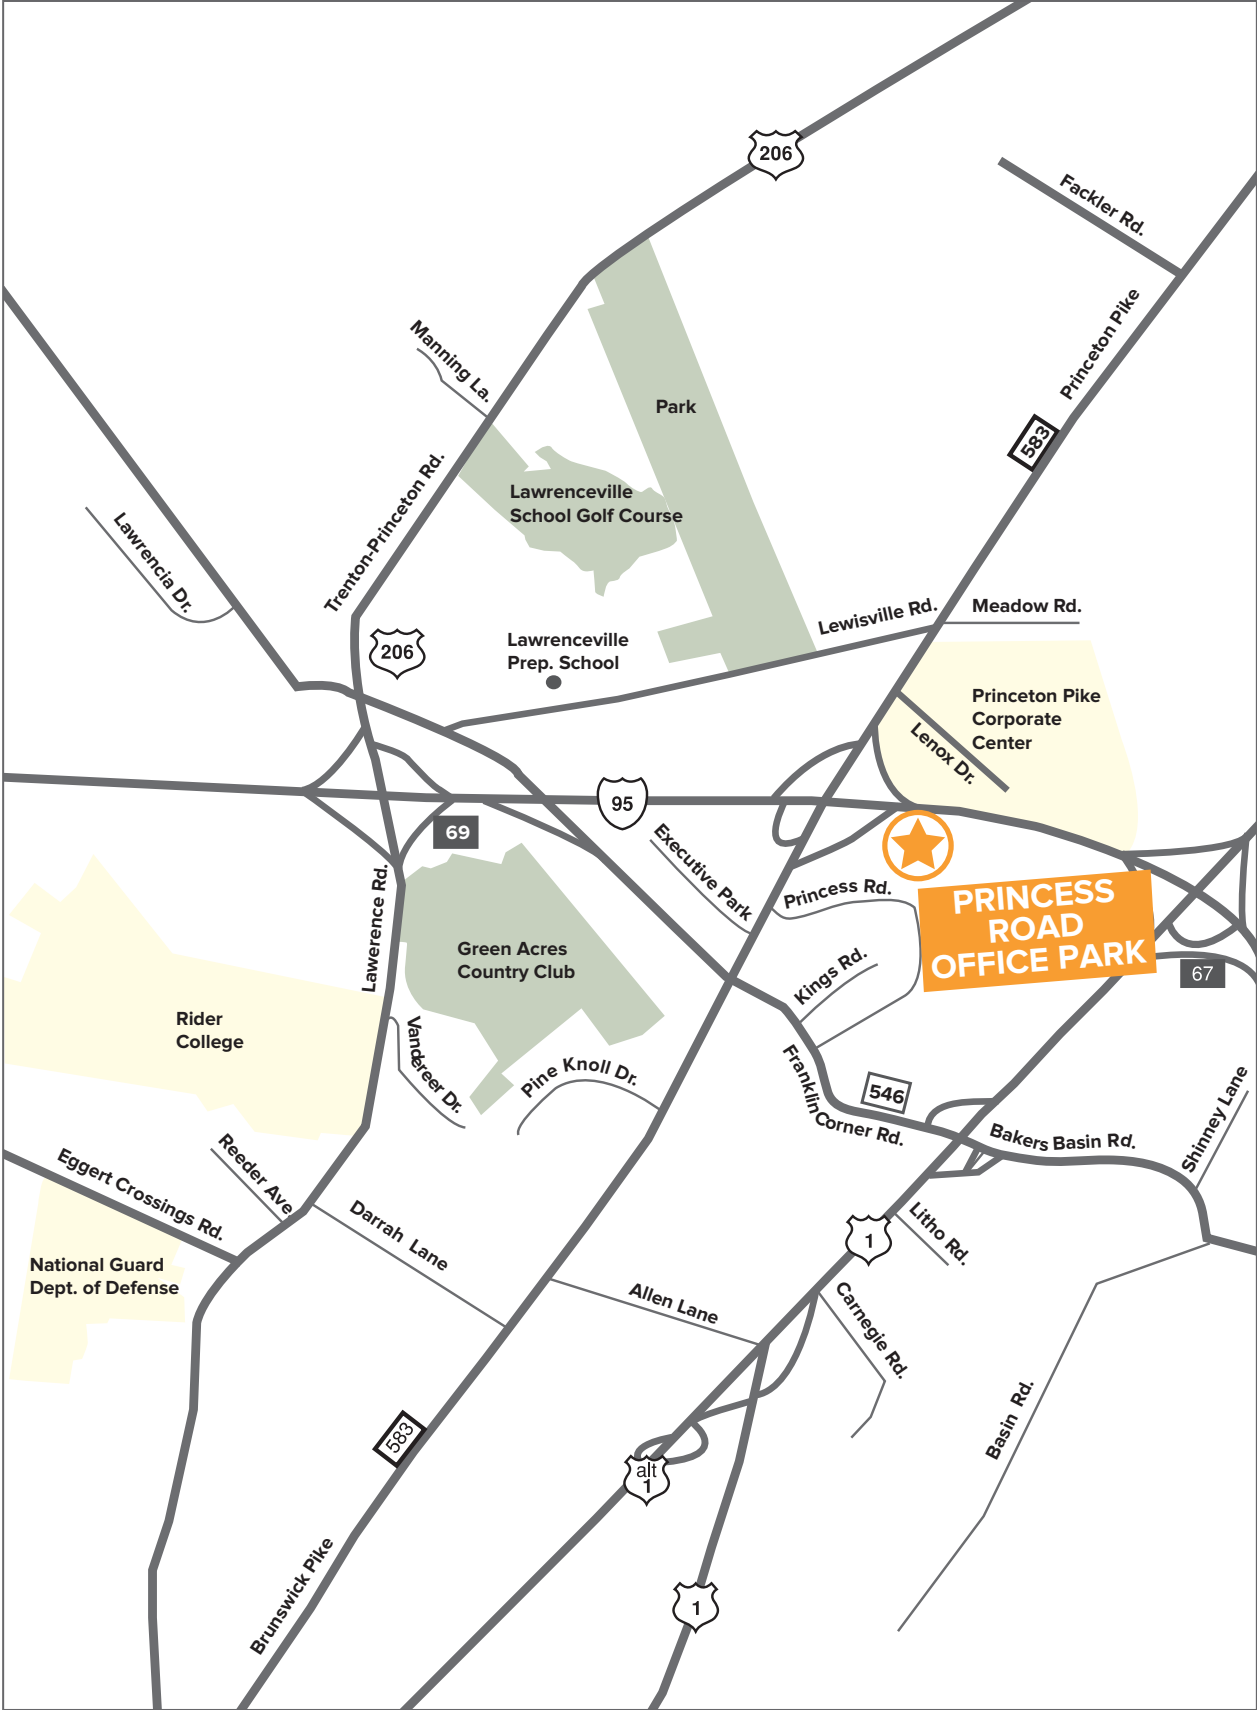 206
Fackler Rd.
Princeton Pike
Manning La.
583
Park
Trenton-Princeton Rd.
Lawrenceville
School Golf Course
Lawrencia Dr.
Lewisville Rd.
Meadow Rd.
206
Lawrenceville
Prep. School
Princeton Pike
Corporate
Center
Lenox Dr.
95
69
Executive Park
Princess Rd.
PRINCESS
ROAD
OFFICE PARK
67
Lawerence Rd.
Green Acres
Country Club
Kings Rd.
Rider
College
Vandereer Dr.
Pine Knoll Dr.
Franklin Corner Rd.
546
Bakers Basin Rd.
Shinney Lane
Reeder Ave
Eggert Crossings Rd.
Darrah Lane
Litho Rd.
1
National Guard
Dept. of Defense
Allen Lane
Carnegie Rd.
Basin Rd.
583
alt
1
Brunswick Pike
1